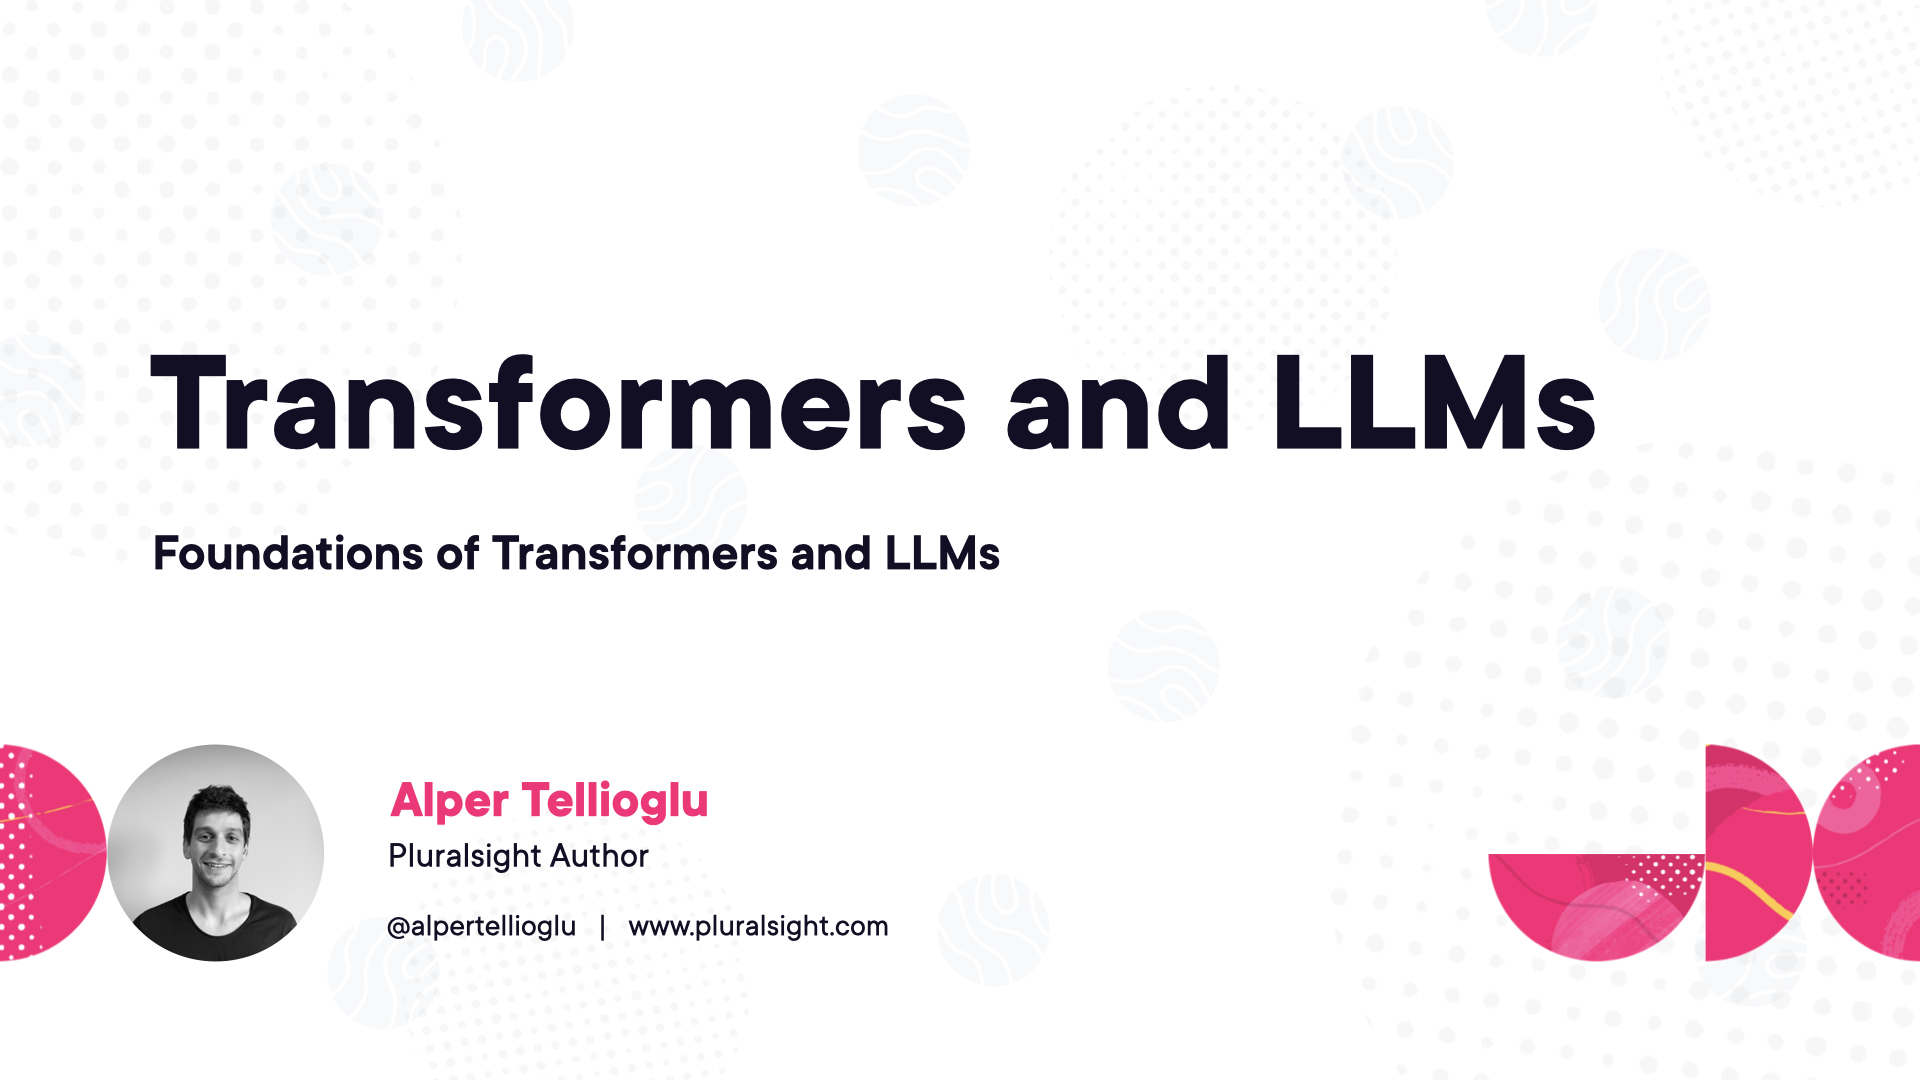 Transformers and LLMs
Foundations of Transformers and LLMs
Alper Tellioglu
Pluralsight Author
@alpertellioglu | www.pluralsight.com